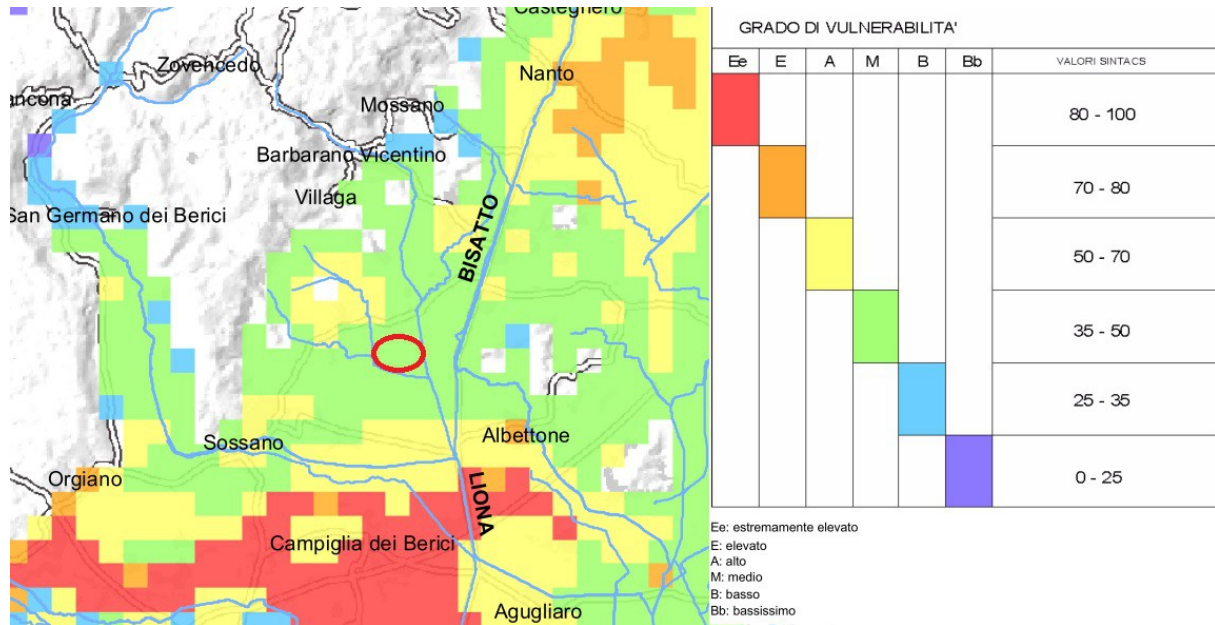 Castegnero
Zovencedo
Nanto
ancona
Mossano
Barbarano Vicentino
Villaga
San Germano dei Berici
BISATTO
Sossano
Albettone
Orgiano
LIONA
Campiglia dei Berici
Agugliaro
GRADO DI VULNERABILITA'
Ee E A M B Bb VALORI SINTACS
80 - 100
70 - 80
50 - 70
35 - 50
25 - 35
0 - 25
Ee: estremamente elevato
E: elevato
A: alto
M: medio
B: basso
Bb: bassissimo